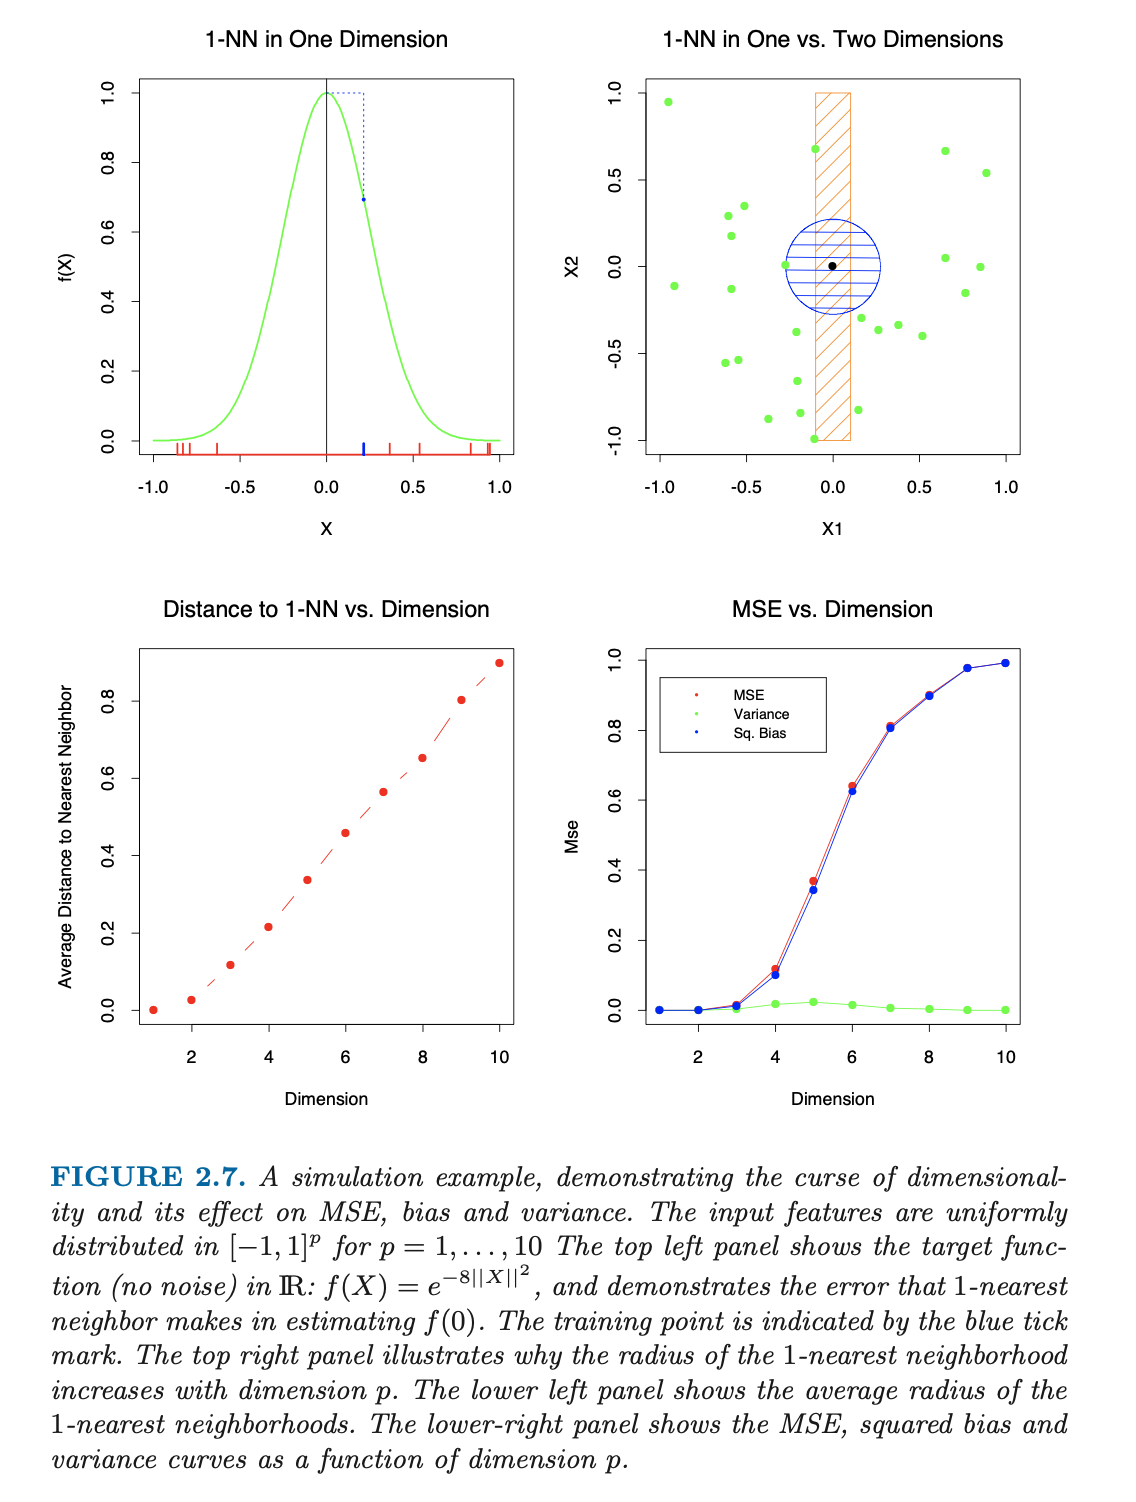 1-NN in One Dimension
f(X)
1.0
0.8
0.6
0.4
0.2
0.0
-1.0 -0.5 0.0 0.5 1.0
X
1-NN in One vs. Two Dimensions
X2
1.0
0.5
0.0
-0.5
-1.0
-1.0 -0.5 0.0 0.5 1.0
X1
Distance to 1-NN vs. Dimension
Average Distance to Nearest Neighbor
0.8
0.6
0.4
0.2
0.0
2 4 6 8 10
Dimension
MSE vs. Dimension
Mse
1.0
0.8
0.6
0.4
0.2
0.0
MSE
Variance
Sq. Bias
2 4 6 8 10
Dimension
FIGURE 2.7. A simulation example, demonstrating the curse of dimensional-
ity and its effect on MSE, bias and variance. The input features are uniformly
distributed in [−1, 1]ᵖ for p = 1, . . . , 10 The top left panel shows the target func-
tion (no noise) in IR: f(X) = e^{−8||X||²}, and demonstrates the error that 1-nearest
neighbor makes in estimating f(0). The training point is indicated by the blue tick
mark. The top right panel illustrates why the radius of the 1-nearest neighborhood
increases with dimension p. The lower left panel shows the average radius of the
1-nearest neighborhoods. The lower-right panel shows the MSE, squared bias and
variance curves as a function of dimension p.